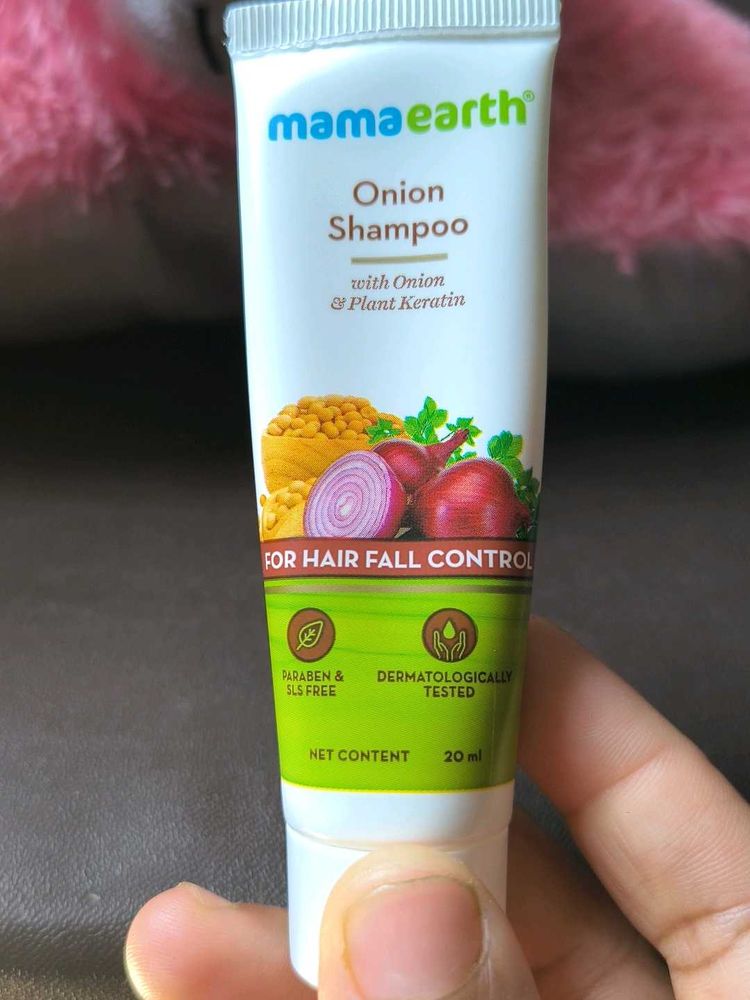 mamaearth®
Onion
Shampoo
with Onion
& Plant Keratin
FOR HAIR FALL CONTROL
PARABEN &
SLS FREE
DERMATOLOGICALLY
TESTED
NET CONTENT 20 ml